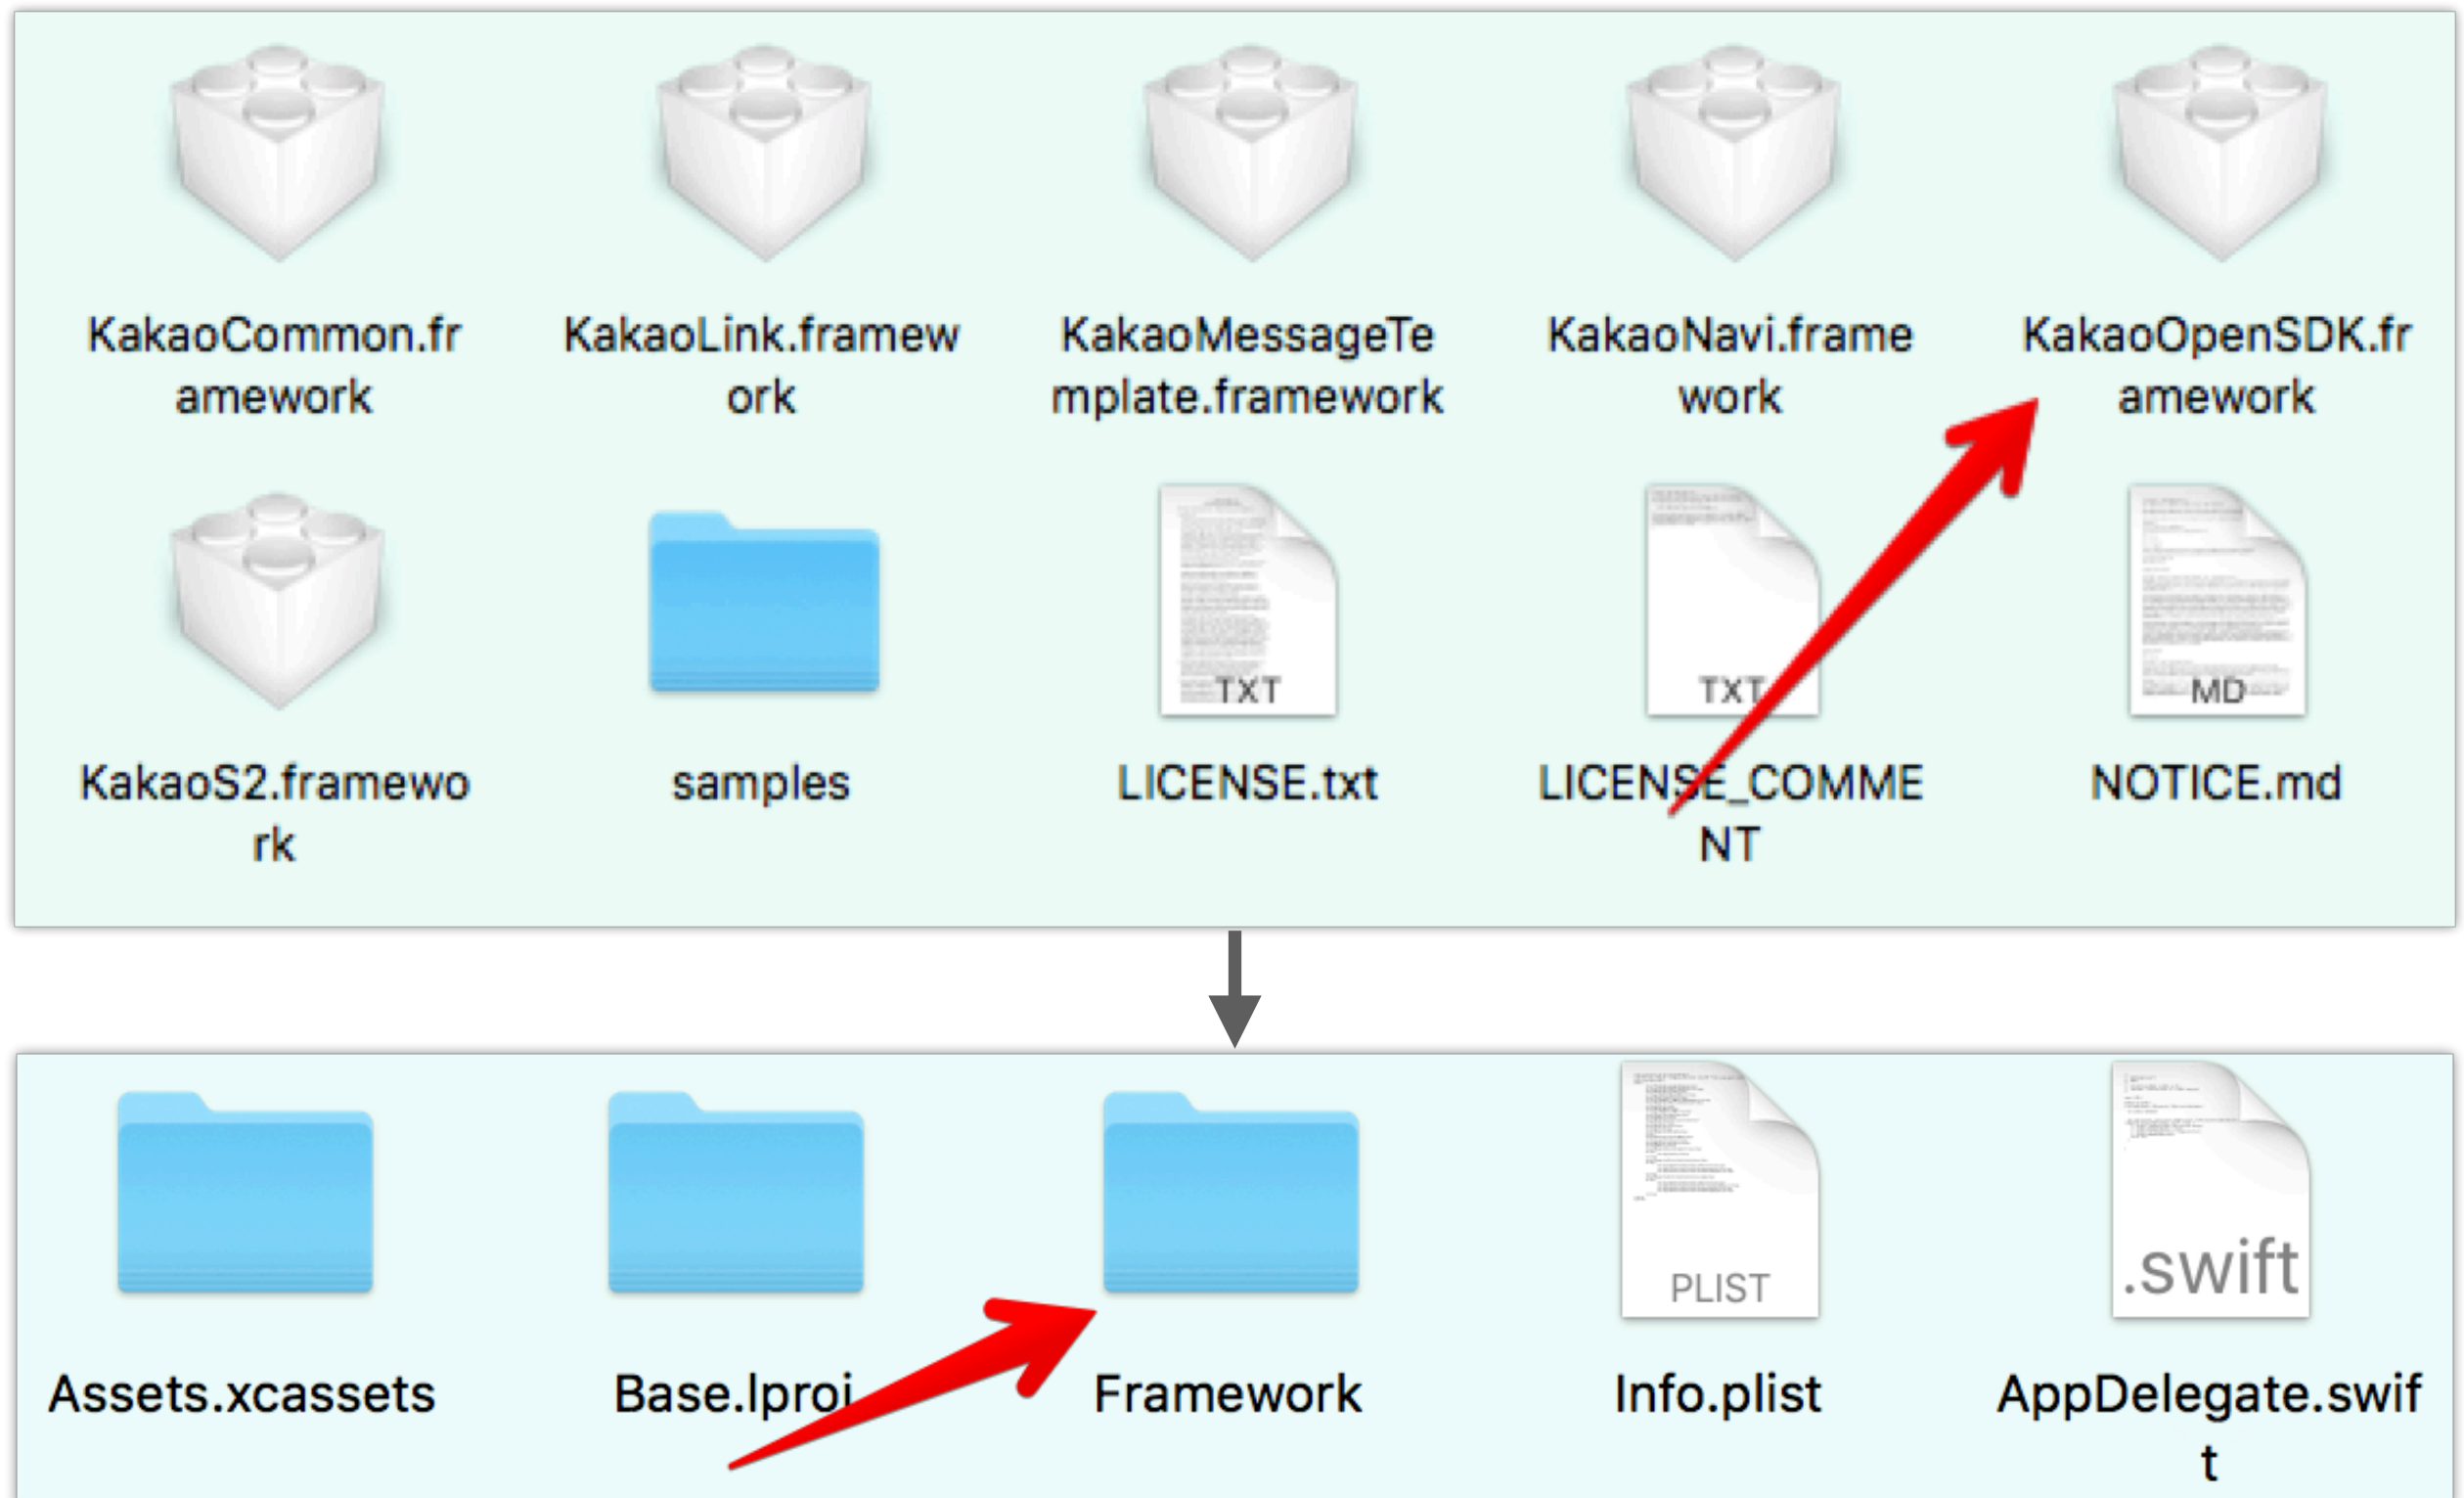 KakaoCommon.fr
amework
KakaoLink.framew
ork
KakaoMessageTe
mplate.framework
KakaoNavi.frame
work
KakaoOpenSDK.fr
amework
TXT
TXT
MD
KakaoS2.framewo
rk
samples
LICENSE.txt
LICENSE_COMME
NT
NOTICE.md
PLIST
.swift
Assets.xcassets
Base.lproj
Framework
Info.plist
AppDelegate.swif
t